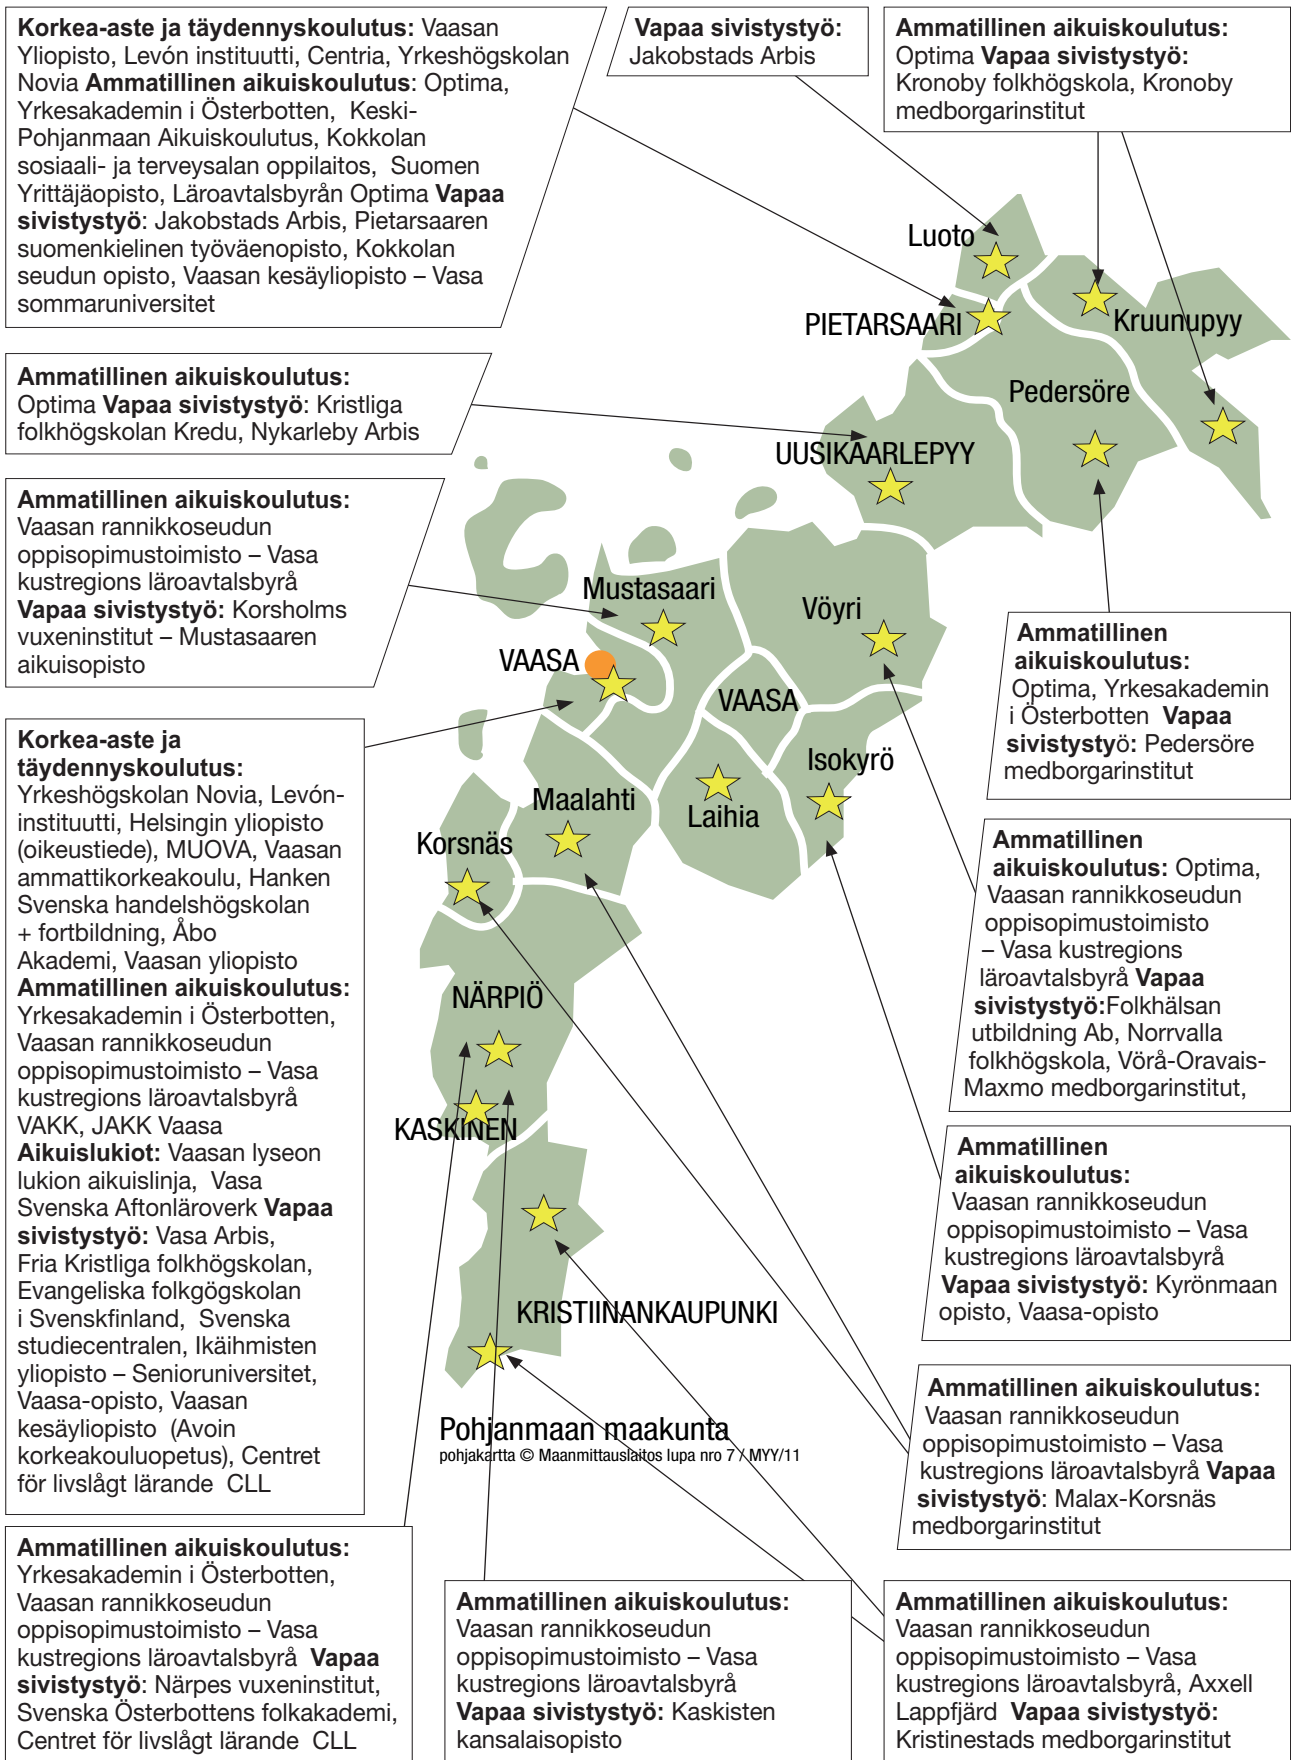 Korkea-aste ja täydennyskoulutus: Vaasan
Yliopisto, Levón instituutti, Centria, Yrkeshögskolan
Novia Ammatillinen aikuiskoulutus: Optima,
Yrkesakademin i Österbotten, Keski-
Pohjanmaan Aikuiskoulutus, Kokkolan
sosiaali- ja terveysalan oppilaitos, Suomen
Yrittäjäopisto, Läroavtalsbyrån Optima Vapaa
sivistystyö: Jakobstads Arbis, Pietarsaaren
suomenkielinen työväenopisto, Kokkolan
seudun opisto, Vaasan kesäyliopisto – Vasa
sommaruniversitet
Vapaa sivistystyö:
Jakobstads Arbis
Ammatillinen aikuiskoulutus:
Optima Vapaa sivistystyö:
Kronoby folkhögskola, Kronoby
medborgarinstitut
Luoto
PIETARSAARI
Kruunupyy
Pedersöre
UUSIKAARLEPYY
Ammatillinen aikuiskoulutus:
Optima Vapaa sivistystyö: Kristliga
folkhögskolan Kredu, Nykarleby Arbis
Ammatillinen aikuiskoulutus:
Vaasan rannikkoseudun
oppisopimustoimisto – Vasa
kustregions läroavtalsbyrå
Vapaa sivistystyö: Korsholms
vuxeninstitut – Mustasaaren
aikuisopisto
Mustasaari
Vöyri
VAASA
VAASA
Isokyrö
Laihia
Maalahti
Korsnäs
NÄRPIÖ
KASKINEN
KRISTIINANKAUPUNKI
Ammatillinen
aikuiskoulutus:
Optima, Yrkesakademin
i Österbotten Vapaa
sivistystyö: Pedersöre
medborgarinstitut
Korkea-aste ja
täydennyskoulutus:
Yrkeshögskolan Novia, Levón-
instituutti, Helsingin yliopisto
(oikeustiede), MUOVA, Vaasan
ammattikorkeakoulu, Hanken
Svenska handelshögskolan
+ fortbildning, Åbo
Akademi, Vaasan yliopisto
Ammatillinen aikuiskoulutus:
Yrkesakademin i Österbotten,
Vaasan rannikkoseudun
oppisopimustoimisto – Vasa
kustregions läroavtalsbyrå
VAKK, JAKK Vaasa
Aikuislukiot: Vaasan lyseon
lukion aikuislinja, Vasa
Svenska Aftonläroverk Vapaa
sivistystyö: Vasa Arbis,
Fria Kristliga folkhögskolan,
Evangeliska folkgögskolan
i Svenskfinland, Svenska
studiecentralen, Ikäihmisten
yliopisto – Senioruniversitet,
Vaasa-opisto, Vaasan
kesäyliopisto (Avoin
korkeakouluopetus), Centret
för livslågt lärande CLL
Ammatillinen
aikuiskoulutus: Optima,
Vaasan rannikkoseudun
oppisopimustoimisto
– Vasa kustregions
läroavtalsbyrå Vapaa
sivistystyö:Folkhälsan
utbildning Ab, Norrvalla
folkhögskola, Vörå-Oravais-
Maxmo medborgarinstitut,
Ammatillinen
aikuiskoulutus:
Vaasan rannikkoseudun
oppisopimustoimisto – Vasa
kustregions läroavtalsbyrå
Vapaa sivistystyö: Kyrönmaan
opisto, Vaasa-opisto
Ammatillinen aikuiskoulutus:
Vaasan rannikkoseudun
oppisopimustoimisto – Vasa
kustregions läroavtalsbyrå Vapaa
sivistystyö: Malax-Korsnäs
medborgarinstitut
Pohjanmaan maakunta
pohjakartta © Maanmittauslaitos lupa nro 7 / MYY/11
Ammatillinen aikuiskoulutus:
Yrkesakademin i Österbotten,
Vaasan rannikkoseudun
oppisopimustoimisto – Vasa
kustregions läroavtalsbyrå Vapaa
sivistystyö: Närpes vuxeninstitut,
Svenska Österbottens folkakademi,
Centret för livslågt lärande CLL
Ammatillinen aikuiskoulutus:
Vaasan rannikkoseudun
oppisopimustoimisto – Vasa
kustregions läroavtalsbyrå
Vapaa sivistystyö: Kaskisten
kansalaisopisto
Ammatillinen aikuiskoulutus:
Vaasan rannikkoseudun
oppisopimustoimisto – Vasa
kustregions läroavtalsbyrå, Axxell
Lappfjärd Vapaa sivistystyö:
Kristinestads medborgarinstitut